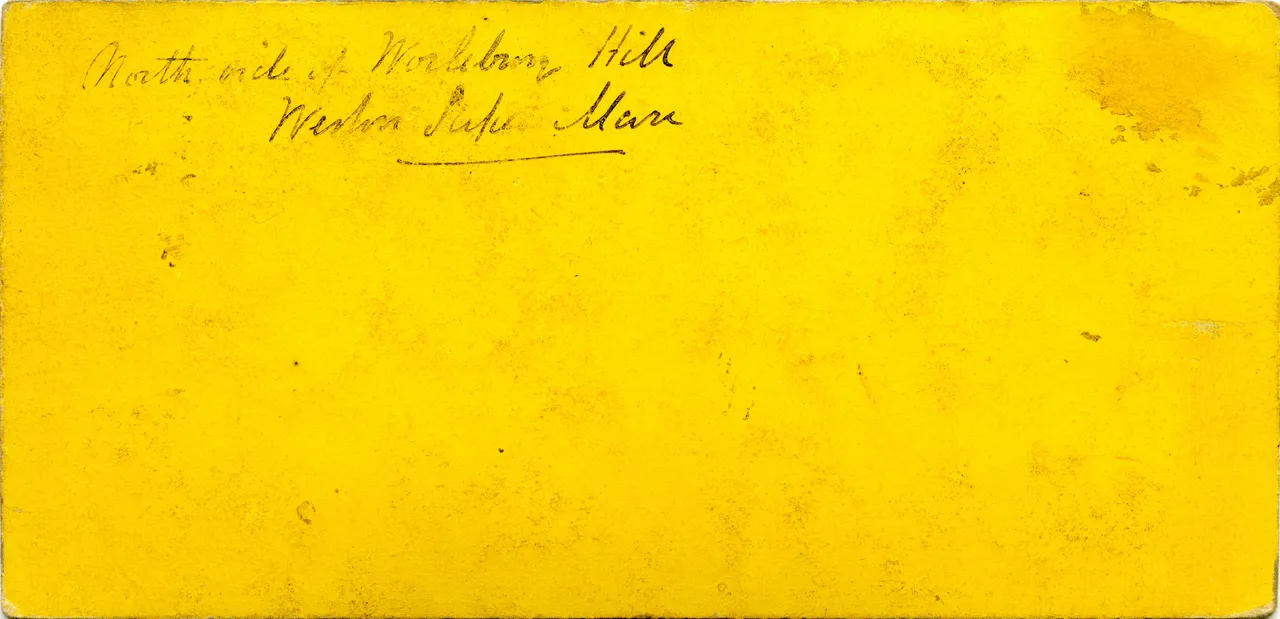 North side of Worlebury Hill
Weston Super Mare